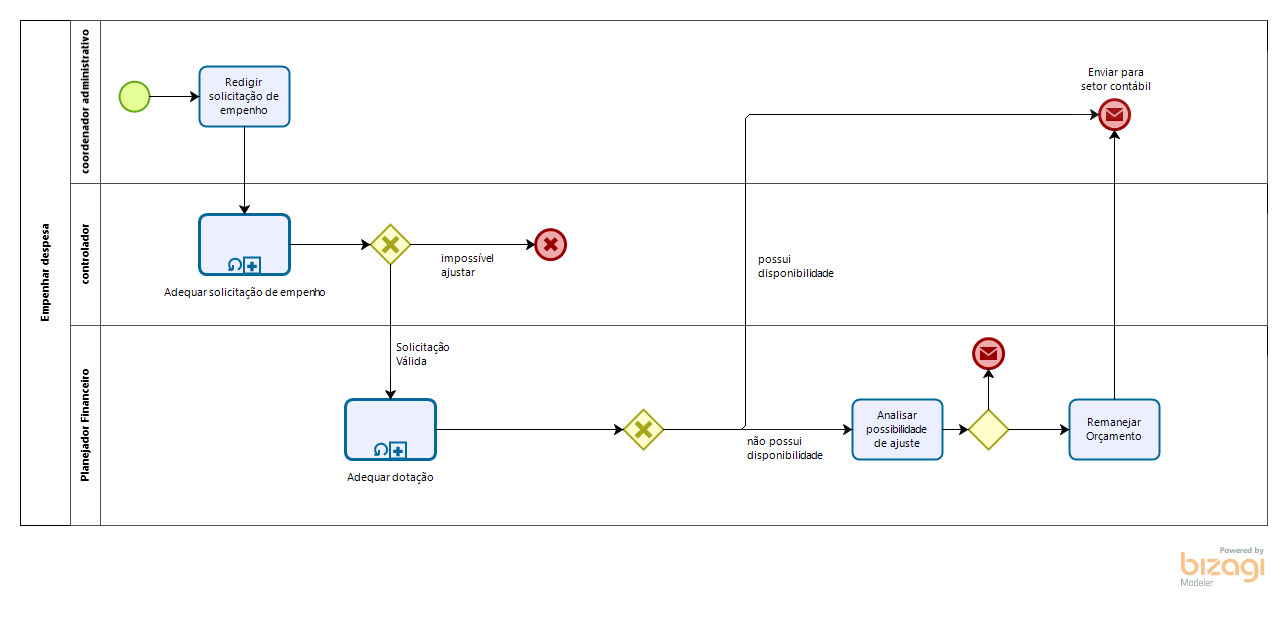 Empenhar despesa
coordenador administrativo
Redigir
solicitação de
empenho
Enviar para
setor contábil
controlador
Adequar solicitação de empenho
impossível
ajustar
possui
disponibilidade
Planejador Financeiro
Solicitação
Válida
Adequar dotação
não possui
disponibilidade
Analisar
possibilidade
de ajuste
Remanejar
Orçamento
Powered by
bizagi
Modeler